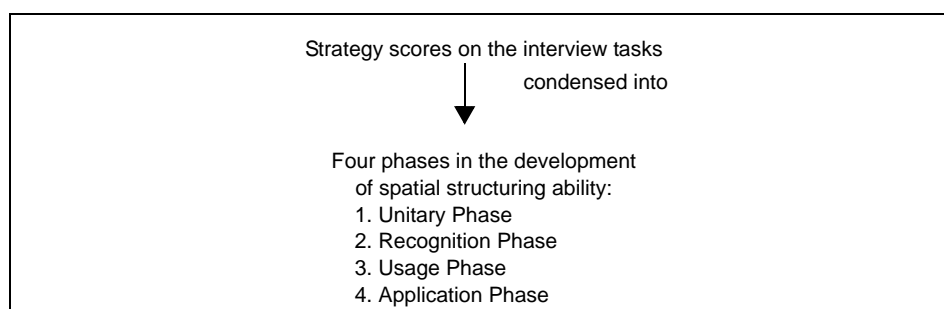 Strategy scores on the interview tasks
condensed into
Four phases in the development
of spatial structuring ability:
1. Unitary Phase
2. Recognition Phase
3. Usage Phase
4. Application Phase